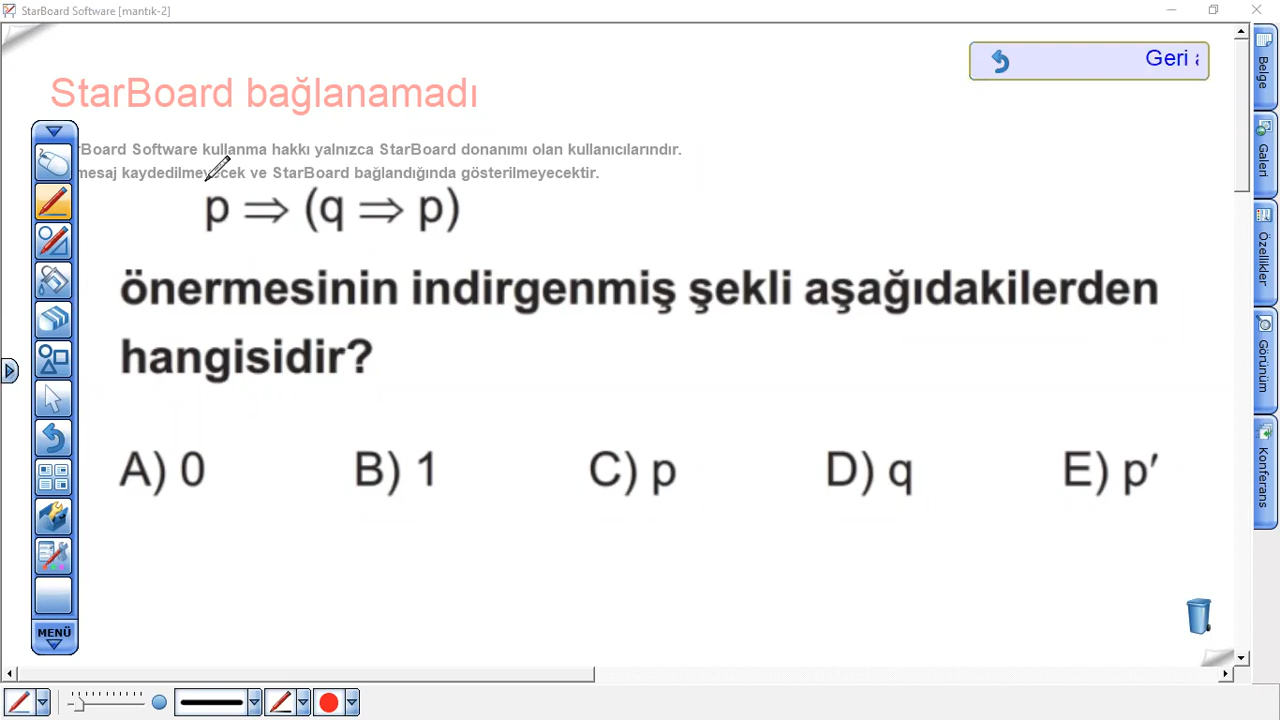 StarBoard Software [mantık-2]
Geri a
StarBoard bağlanamadı
Board Software kullanma hakkı yalnızca StarBoard donanımı olan kullanıcılarındır.
mesaj kaydedilmeyecek ve StarBoard bağlandığında gösterilmeyecektir.
p ⇒ (q ⇒ p)
önermesinin indirgenmiş şekli aşağıdakilerden
hangisidir?
A) 0 B) 1 C) p D) q E) p′
MENÜ
Belge
Galeri
Özellikler
Görünüm
Konferans